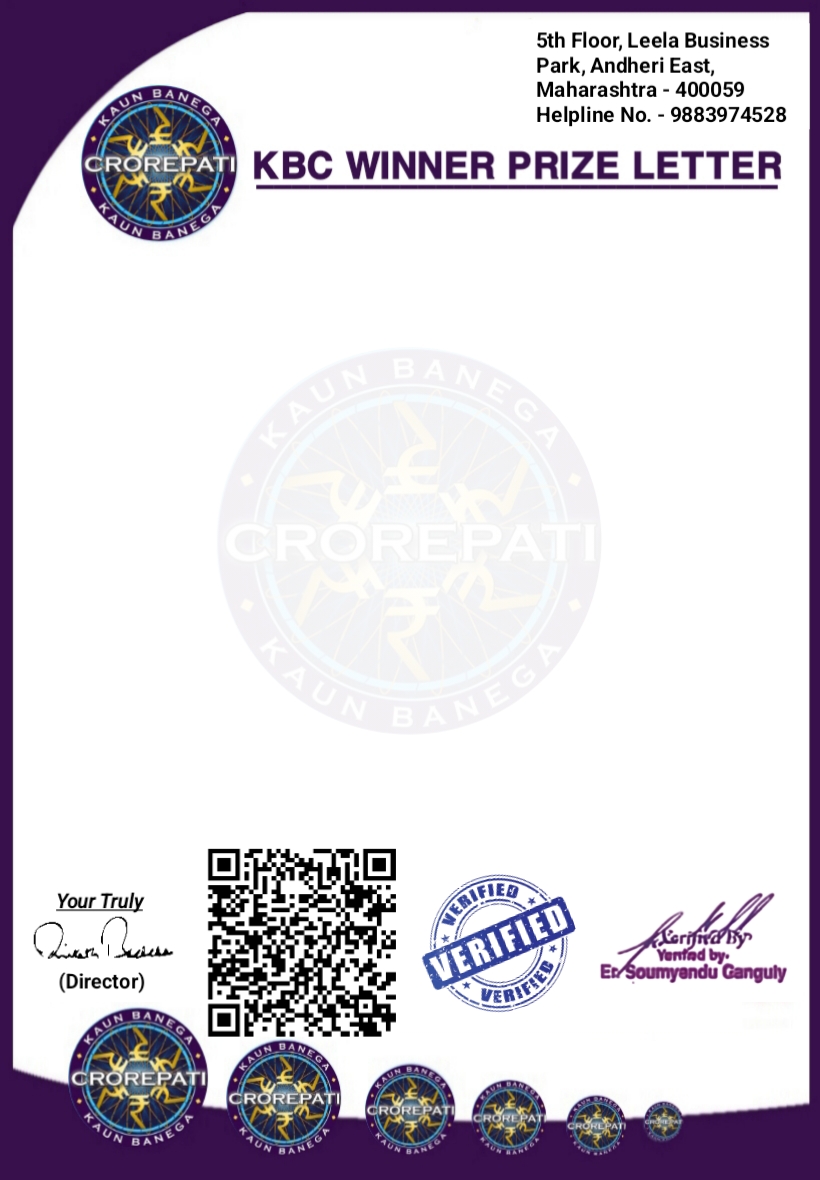 5th Floor, Leela Business
Park, Andheri East,
Maharashtra - 400059
Helpline No. - 9883974528
KAUN BANEGA
CROREPATI
KAUN BANEGA
KBC WINNER PRIZE LETTER
KAUN BANEGA
CROREPATI
KAUN BANEGA
Your Truly
(Director)
VERIFIED
VERIFIED
VERIFIED
Verified By
Verified by.
Er. Soumyendu Ganguly
KAUN BANEGA
CROREPATI
KAUN BANEGA
KAUN BANEGA
CROREPATI
KAUN BANEGA
KAUN BANEGA
CROREPATI
KAUN BANEGA
KAUN BANEGA
CROREPATI
KAUN BANEGA
CROREPATI
CROREPATI